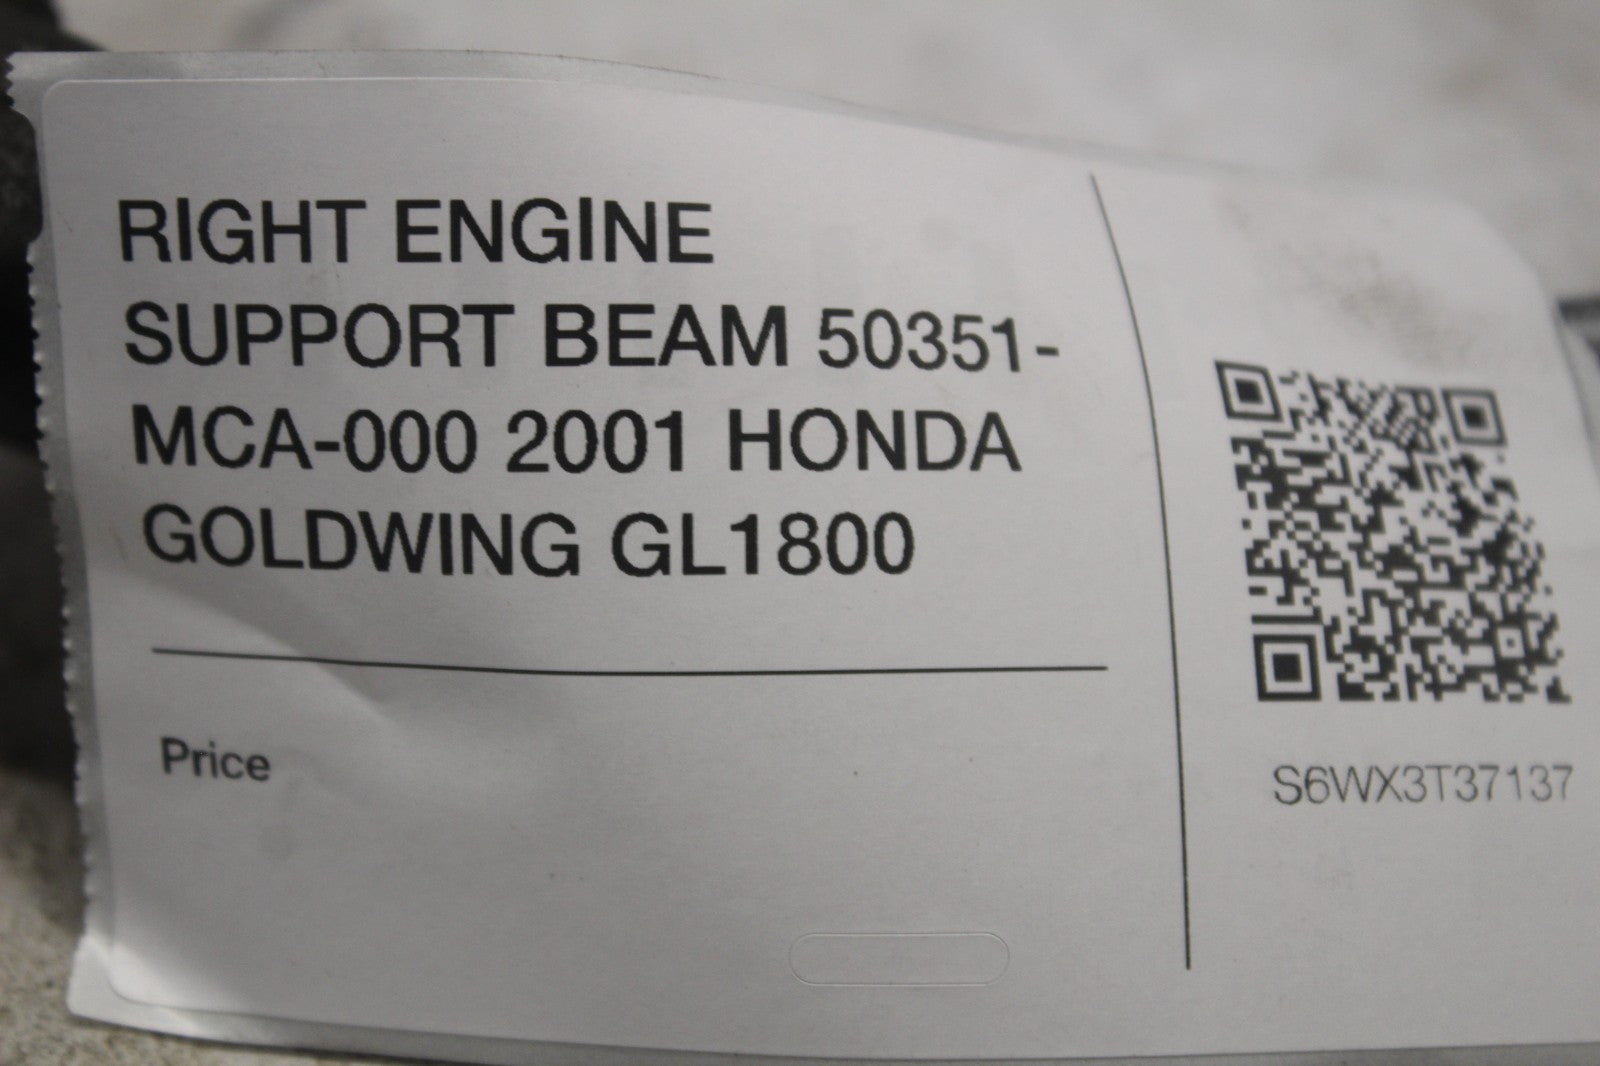 RIGHT ENGINE
SUPPORT BEAM 50351-
MCA-000 2001 HONDA
GOLDWING GL1800
Price
S6WX3T37137